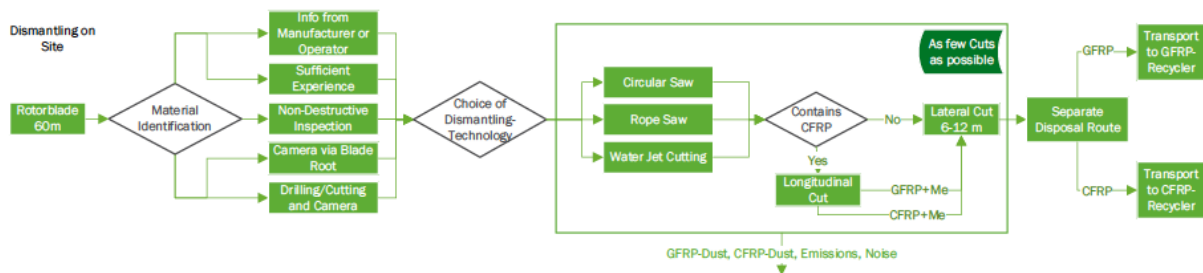 Dismantling on
Site
Rotorblade
60m
Material
Identification
Info from
Manufacturer or
Operator
Sufficient
Experience
Non-Destructive
Inspection
Camera via Blade
Root
Drilling/Cutting
and Camera
Choice of
Dismantling-
Technology
Circular Saw
Rope Saw
Water Jet Cutting
As few Cuts
as possible
Contains
CFRP
No
Yes
Longitudinal
Cut
GFRP+Me
CFRP+Me
Lateral Cut
6-12 m
Separate
Disposal Route
GFRP
CFRP
Transport
to GFRP-
Recycler
Transport
to CFRP-
Recycler
GFRP-Dust, CFRP-Dust, Emissions, Noise